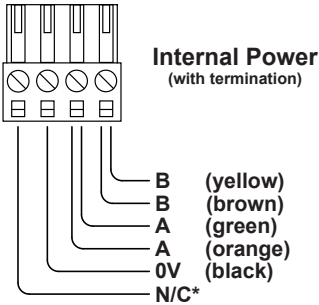 Internal Power
(with termination)
B (yellow)
B (brown)
A (green)
A (orange)
0V (black)
N/C*